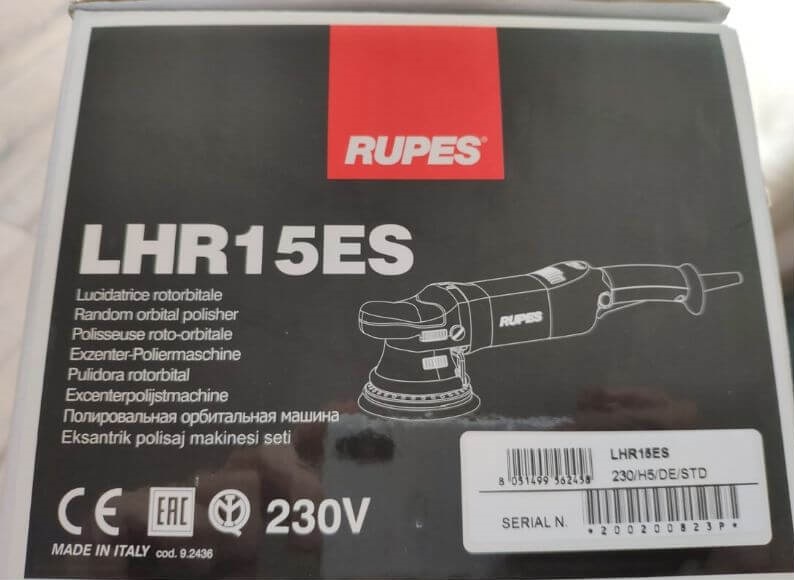 RUPES®
LHR15ES
Lucidatrice rotorbitale
Random orbital polisher
Polisseuse roto-orbitale
Exzenter-Poliermaschine
Pulidora rotorbital
Excenterpolijstmachine
Полировальная орбитальная машина
Eksantrik polisaj makinesi seti
RUPES
LHR15ES
230/H5/DE/STD
8 051499 562458
SERIAL N.
*200200823P*
CE EAC 230V
MADE IN ITALY cod. 9.2436